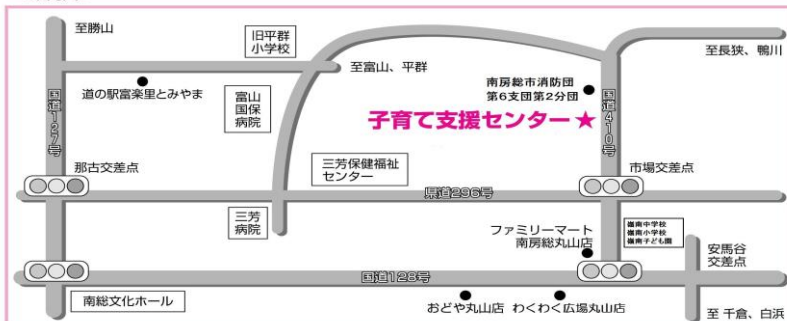 至勝山
旧平群
小学校
至富山、平群
至長狭、鴨川
道の駅富楽里とみやま
富山
国保
病院
南房総市消防団
第6支団第2分団
国道127号
国道410号
子育て支援センター★
那古交差点
三芳保健福祉
センター
市場交差点
県道296号
三芳
病院
ファミリーマート
南房総丸山店
嶺南中学校
嶺南小学校
嶺南子ども園
安馬谷
交差点
国道128号
南総文化ホール
おどや丸山店
わくわく広場丸山店
至 千倉、白浜